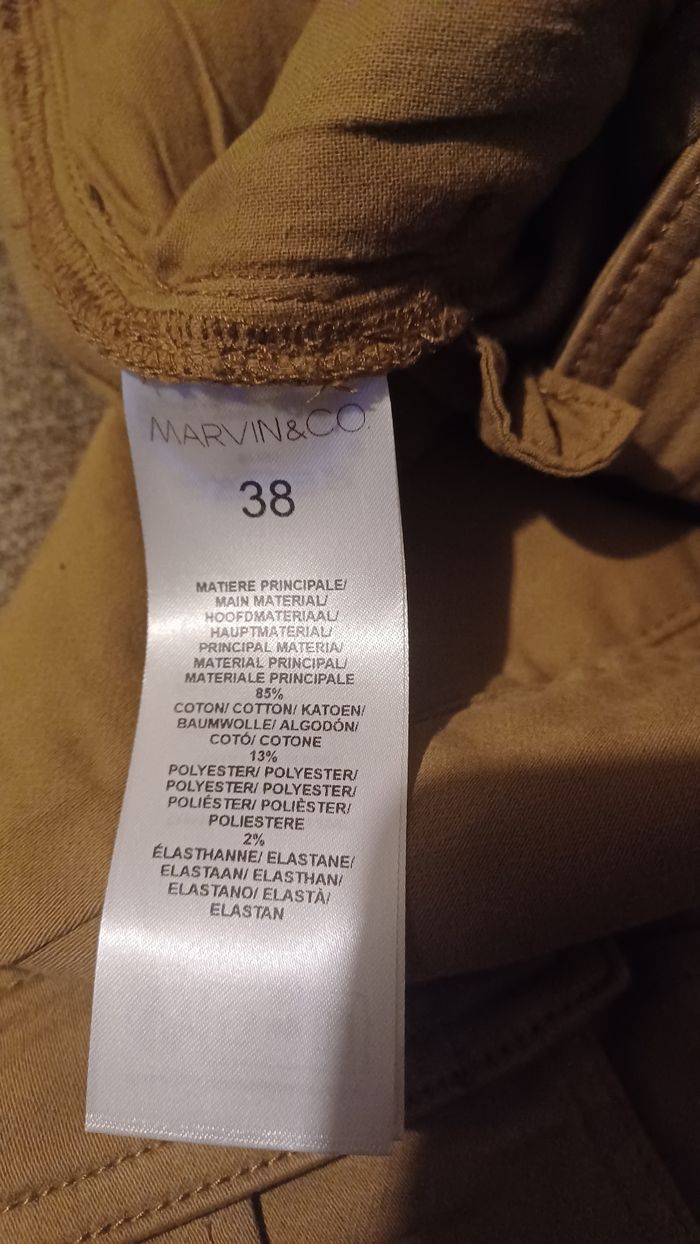 MARVIN&CO.
38
MATIERE PRINCIPALE/
MAIN MATERIAL/
HOOFDMATERIAAL/
HAUPTMATERIAL/
PRINCIPAL MATERIA/
MATERIAL PRINCIPAL/
MATERIALE PRINCIPALE
85%
COTON/ COTTON/ KATOEN/
BAUMWOLLE/ ALGODÓN/
COTÓ/ COTONE
13%
POLYESTER/ POLYESTER/
POLYESTER/ POLYESTER/
POLIÉSTER/ POLIÈSTER/
POLIESTERE
2%
ÉLASTHANNE/ ELASTANE/
ELASTAAN/ ELASTHAN/
ELASTANO/ ELASTÀ/
ELASTAN